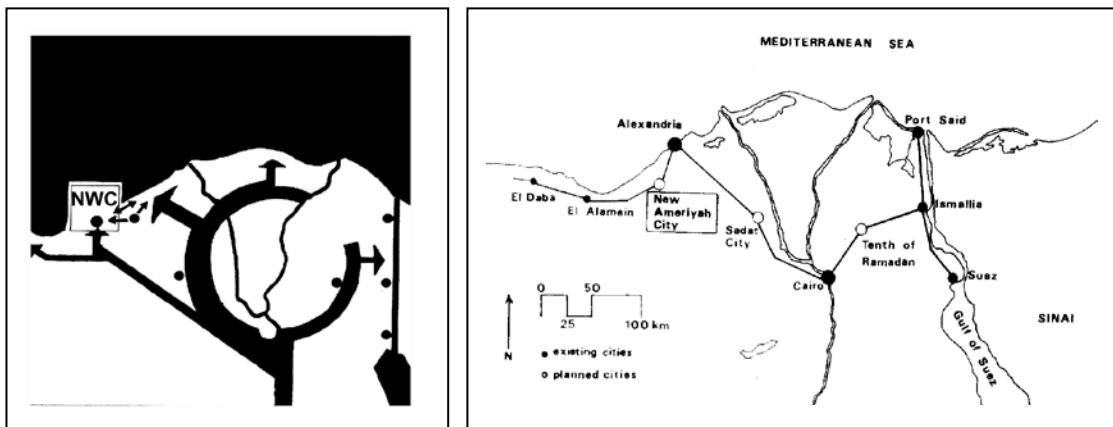 NWC
MEDITERRANEAN SEA
Port Said
Alexandria
El Daba
El Alamein
New
Ameriyah
City
Sadat
City
Ismallia
Tenth of
Ramadan
Cairo
Suez
0 50
25 100 km
SINAI
N
existing cities
planned cities
Gulf of Suez